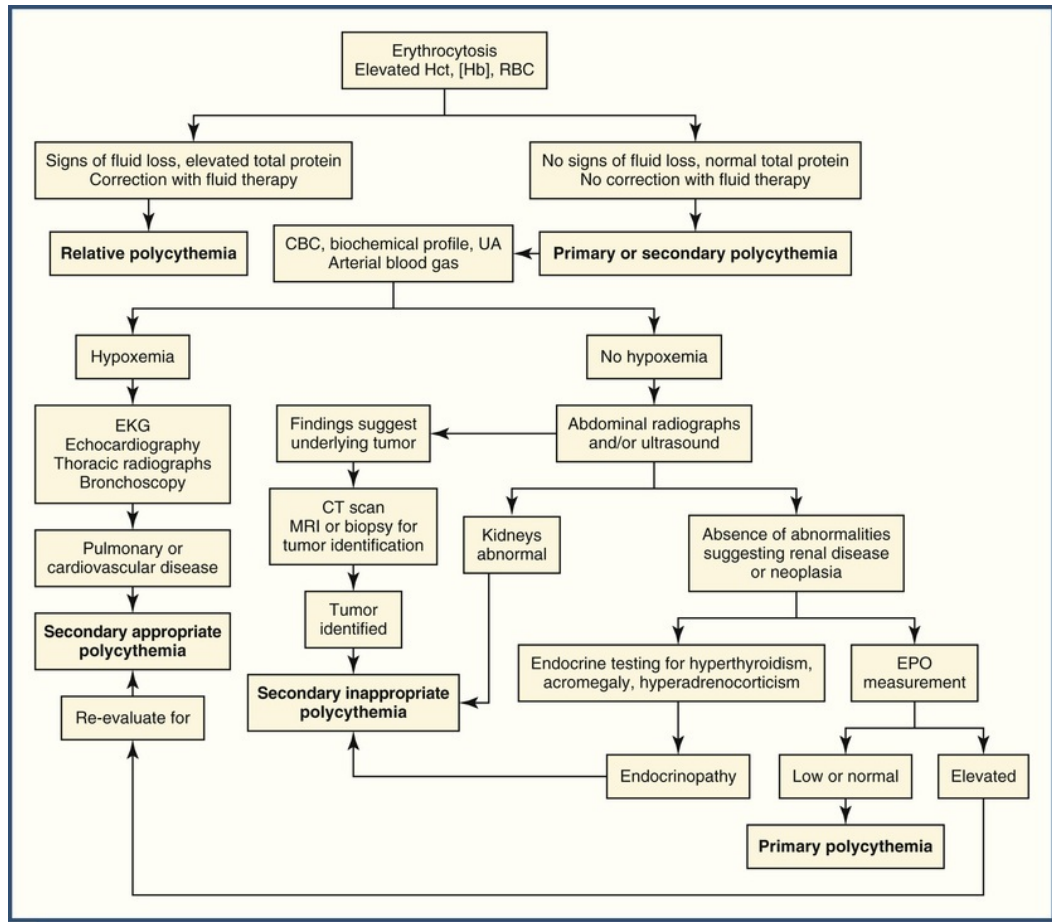 Erythrocytosis
Elevated Hct, [Hb], RBC
Signs of fluid loss, elevated total protein
Correction with fluid therapy
No signs of fluid loss, normal total protein
No correction with fluid therapy
Relative polycythemia
CBC, biochemical profile, UA
Arterial blood gas
Primary or secondary polycythemia
Hypoxemia
No hypoxemia
EKG
Echocardiography
Thoracic radiographs
Bronchoscopy
Findings suggest
underlying tumor
Abdominal radiographs
and/or ultrasound
CT scan
MRI or biopsy for
tumor identification
Kidneys
abnormal
Absence of abnormalities
suggesting renal disease
or neoplasia
Pulmonary or
cardiovascular disease
Tumor
identified
Secondary appropriate
polycythemia
Endocrine testing for hyperthyroidism,
acromegaly, hyperadrenocorticism
EPO
measurement
Secondary inappropriate
polycythemia
Re-evaluate for
Endocrinopathy
Low or normal
Elevated
Primary polycythemia